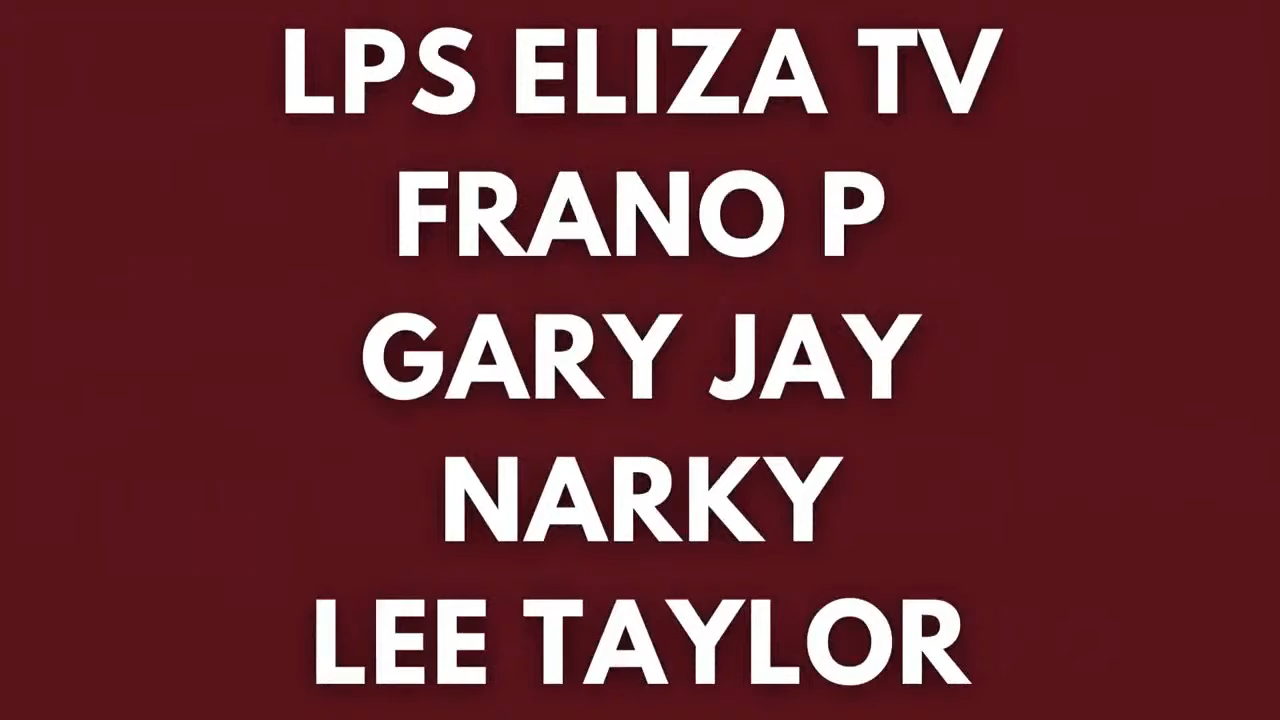 LPS ELIZA TV
FRANO P
GARY JAY
NARKY
LEE TAYLOR